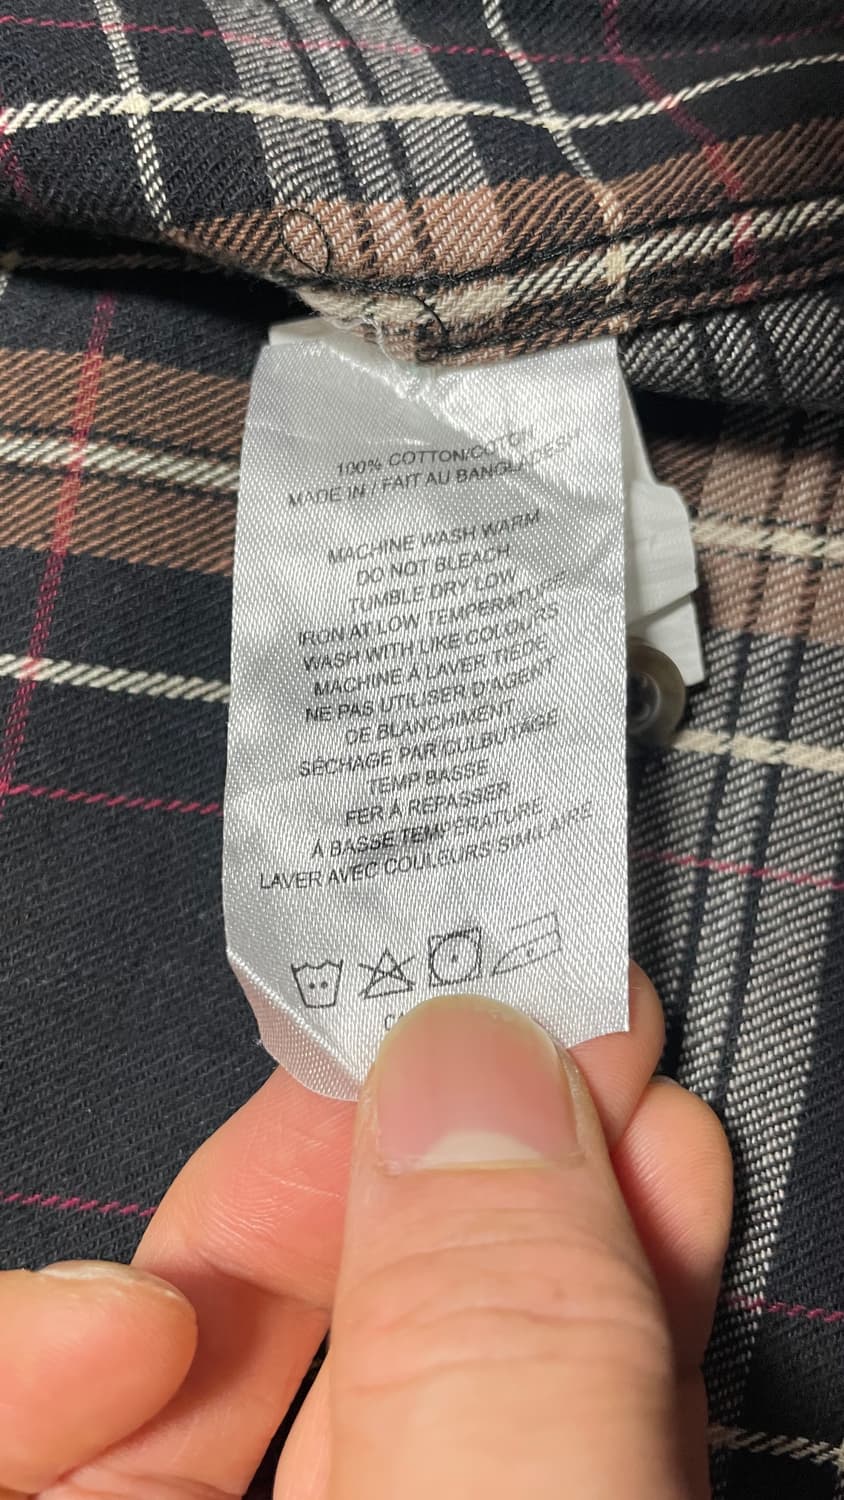 100% COTTON/COTON
MADE IN / FAIT AU BANGLADESH
MACHINE WASH WARM
DO NOT BLEACH
TUMBLE DRY LOW
IRON AT LOW TEMPERATURE
WASH WITH LIKE COLOURS
MACHINE À LAVER TIÈDE
NE PAS UTILISER D'AGENT
DE BLANCHIMENT
SÉCHAGE PAR CULBUTAGE
TEMP BASSE
FER À REPASSER
À BASSE TEMPÉRATURE
LAVER AVEC COULEURS SIMILAIRE